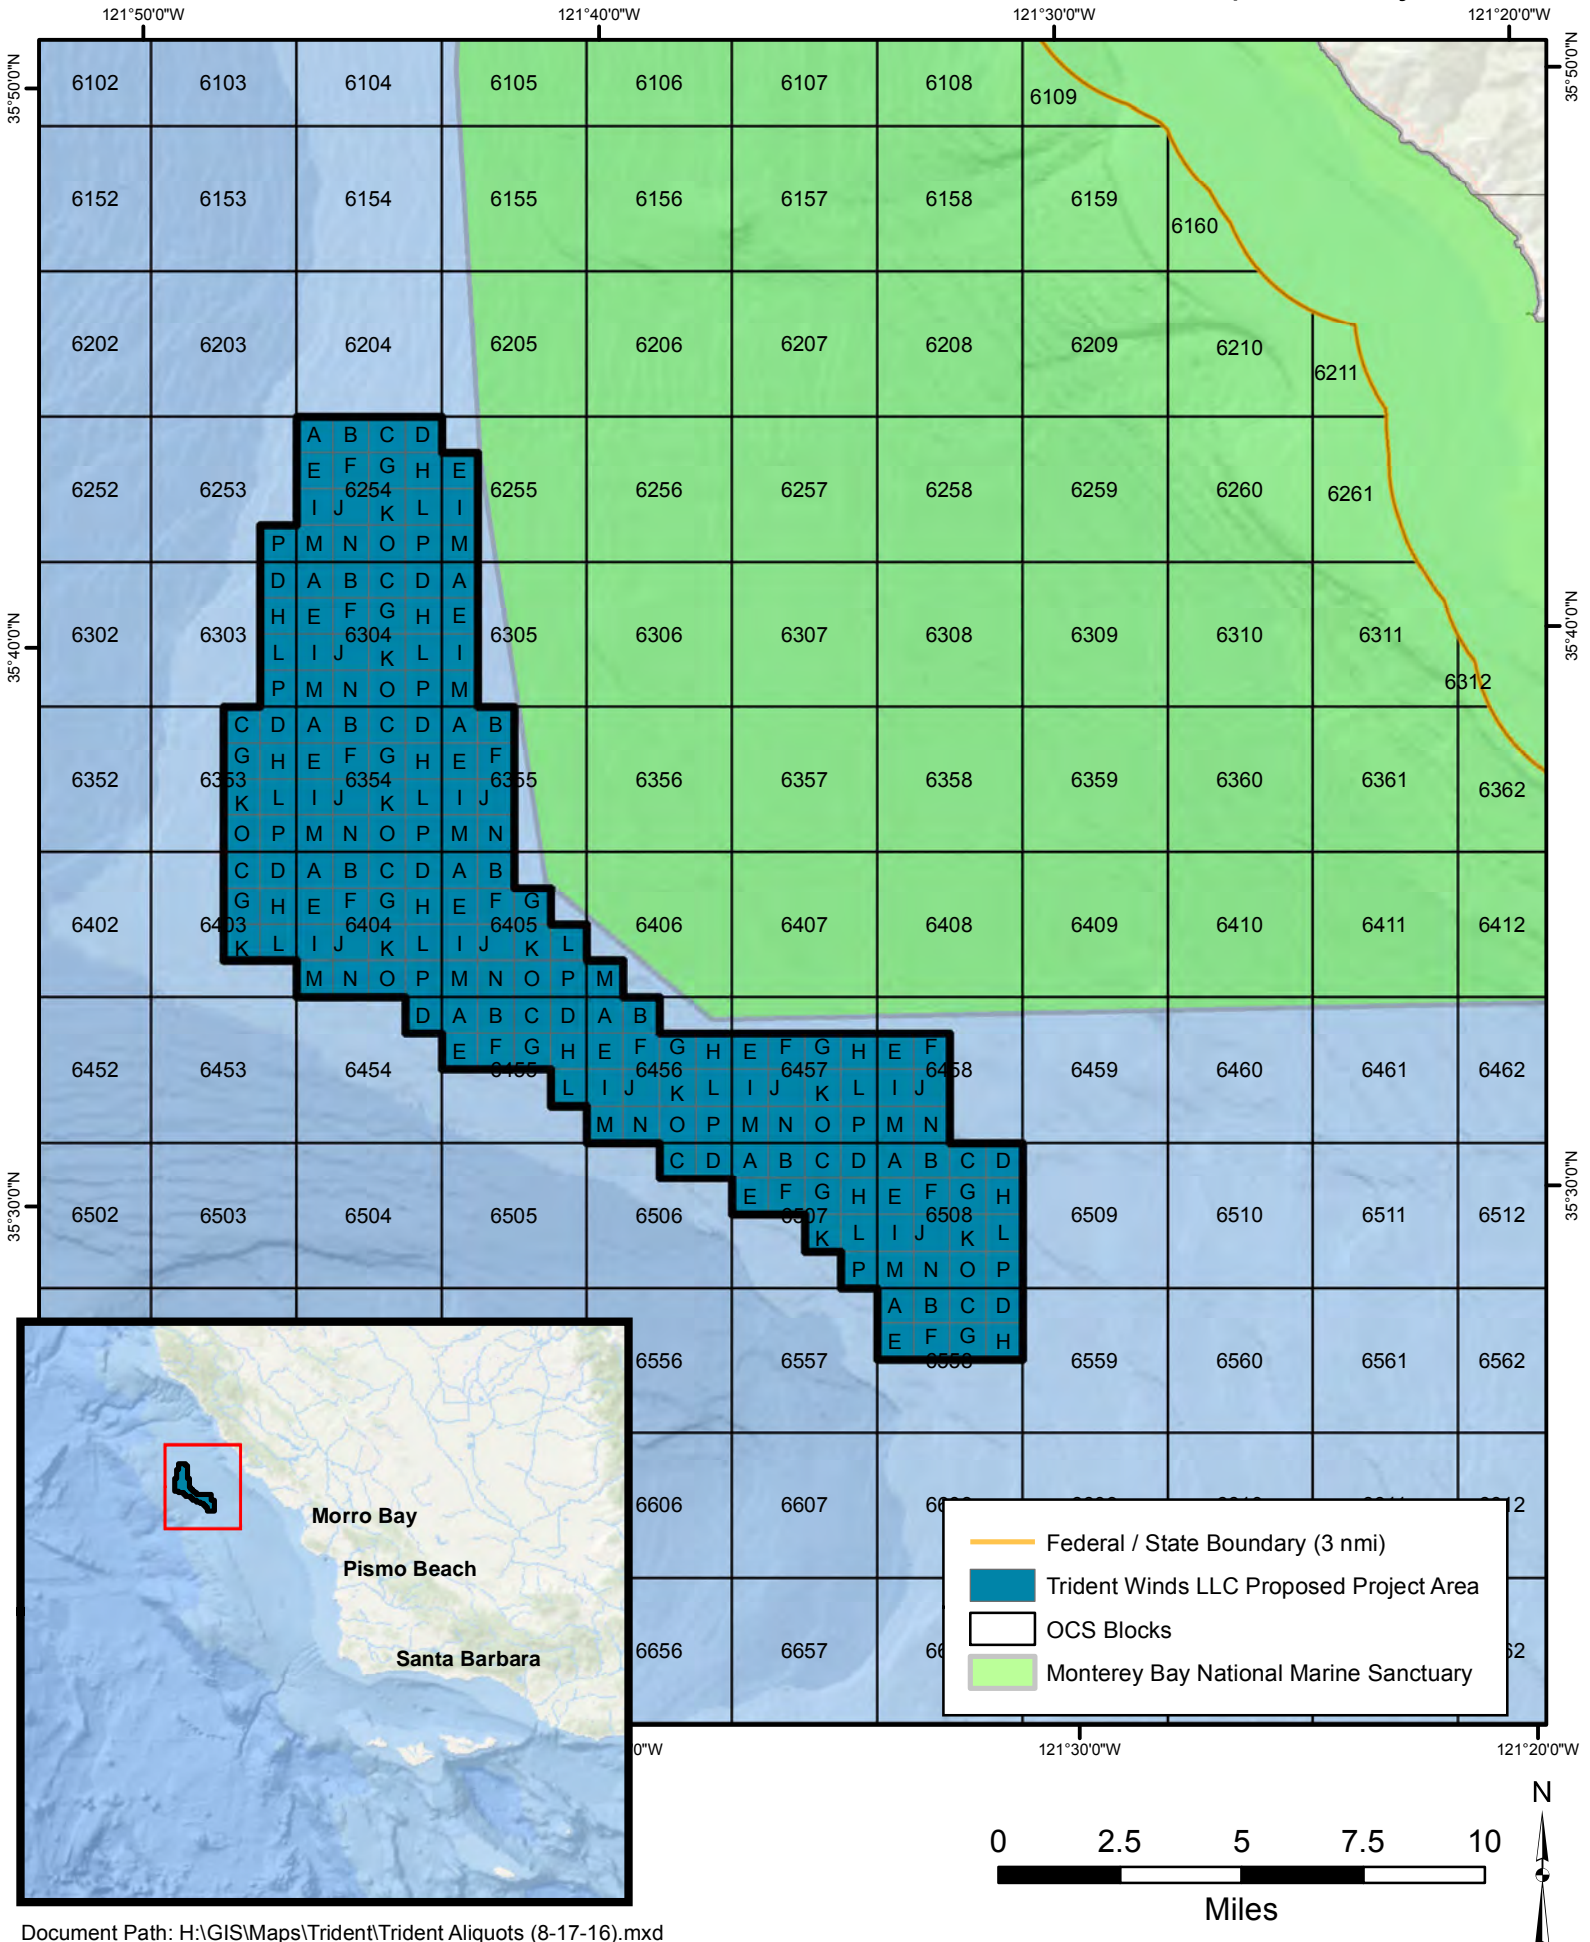 121°50'0"W 121°40'0"W 121°30'0"W 121°20'0"W
35°50'0"N 6102 6103 6104 6105 6106 6107 6108 6109 35°50'0"N
6152 6153 6154 6155 6156 6157 6158 6159 6160
6202 6203 6204 6205 6206 6207 6208 6209 6210 6211
A B C D
E F G H E
6252 6253 6254 6255 6256 6257 6258 6259 6260 6261
I J K L I
P M N O P M
D A B C D A
H E F G H E
35°40'0"N 6302 6303 6304 6305 6306 6307 6308 6309 6310 6311 35°40'0"N
L I J K L I
P M N O P M 6312
C D A B C D A B
G H E F G H E F
6352 6353 6354 6355 6356 6357 6358 6359 6360 6361 6362
K L I J K L I J
O P M N O P M N
C D A B C D A B
G H E F G H E F G
6402 6403 6404 6405 6406 6407 6408 6409 6410 6411 6412
K L I J K L I J K L
M N O P M N O P M
D A B C D A B
E F G H E F G H E F G H E F
6452 6453 6454 6455 6456 6457 6458 6459 6460 6461 6462
L I J K L I J K L I J
M N O P M N O P M N
C D A B C D A B C D
E F G H E F G H
35°30'0"N 6502 6503 6504 6505 6506 6507 6508 6509 6510 6511 6512 35°30'0"N
K L I J K L
P M N O P
A B C D
E F G H
6556 6557 6558 6559 6560 6561 6562
6606 6607
6656 6657
Morro Bay
Pismo Beach
Santa Barbara
Federal / State Boundary (3 nmi)
Trident Winds LLC Proposed Project Area
OCS Blocks
Monterey Bay National Marine Sanctuary
0"W 121°30'0"W 121°20'0"W
N
0 2.5 5 7.5 10
Miles
Document Path: H:\GIS\Maps\Trident\Trident Aliquots (8-17-16).mxd